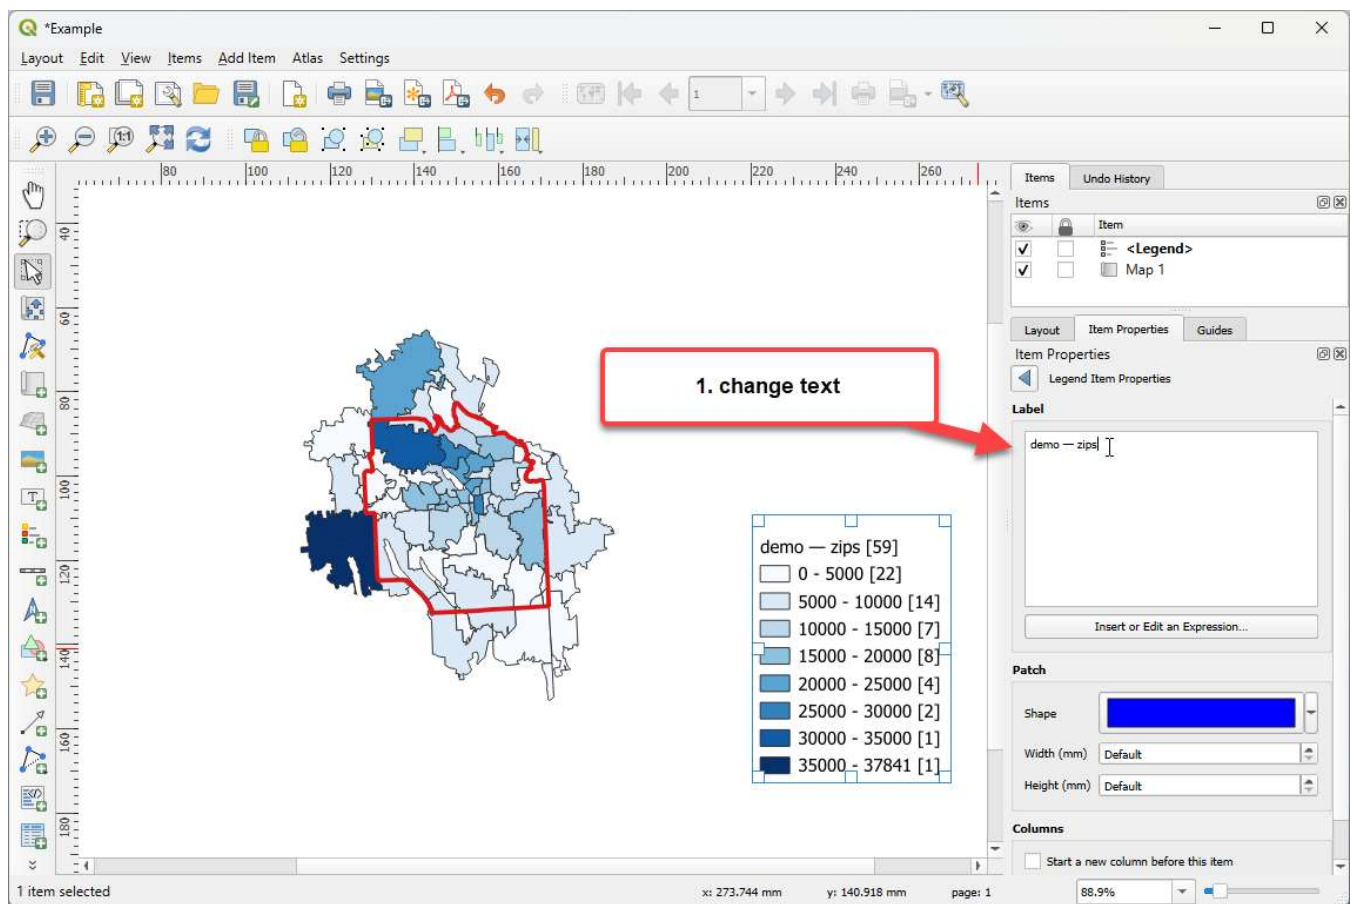 *Example
Layout Edit View Items Add Item Atlas Settings
1:1
1
80 100 120 140 160 180 200 220 240 260
40
60
80
100
120
140
160
180
Items Undo History
Items
Item
<Legend>
Map 1
Layout Item Properties Guides
Item Properties
Legend Item Properties
Label
demo — zips
Insert or Edit an Expression...
Patch
Shape
Width (mm) Default
Height (mm) Default
Columns
Start a new column before this item
1. change text
demo — zips [59]
0 - 5000 [22]
5000 - 10000 [14]
10000 - 15000 [7]
15000 - 20000 [8]
20000 - 25000 [4]
25000 - 30000 [2]
30000 - 35000 [1]
35000 - 37841 [1]
1 item selected
x: 273.744 mm y: 140.918 mm page: 1
88.9%